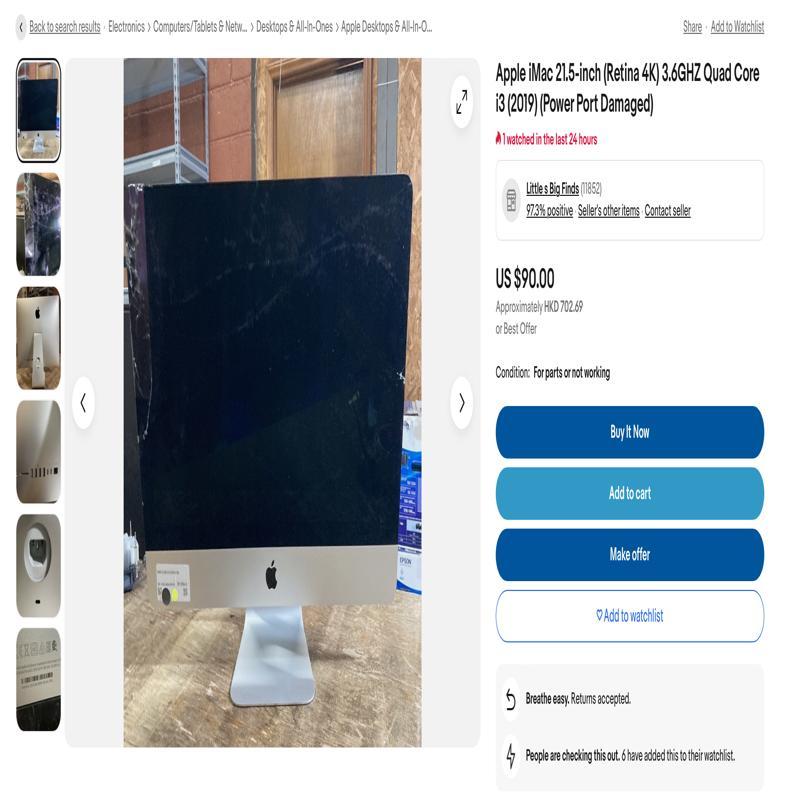 Back to search results · Electronics > Computers/Tablets & Netw... > Desktops & All-In-Ones > Apple Desktops & All-In-O...
Share · Add to Watchlist
Apple iMac 21.5-inch (Retina 4K) 3.6GHZ Quad Core
i3 (2019) (Power Port Damaged)
1 watched in the last 24 hours
Little s Big Finds (11852)
97.3% positive · Seller's other items · Contact seller
US $90.00
Approximately HKD 702.69
or Best Offer
Condition: For parts or not working
Buy It Now
Add to cart
Make offer
Add to watchlist
Breathe easy. Returns accepted.
People are checking this out. 6 have added this to their watchlist.
EPSON